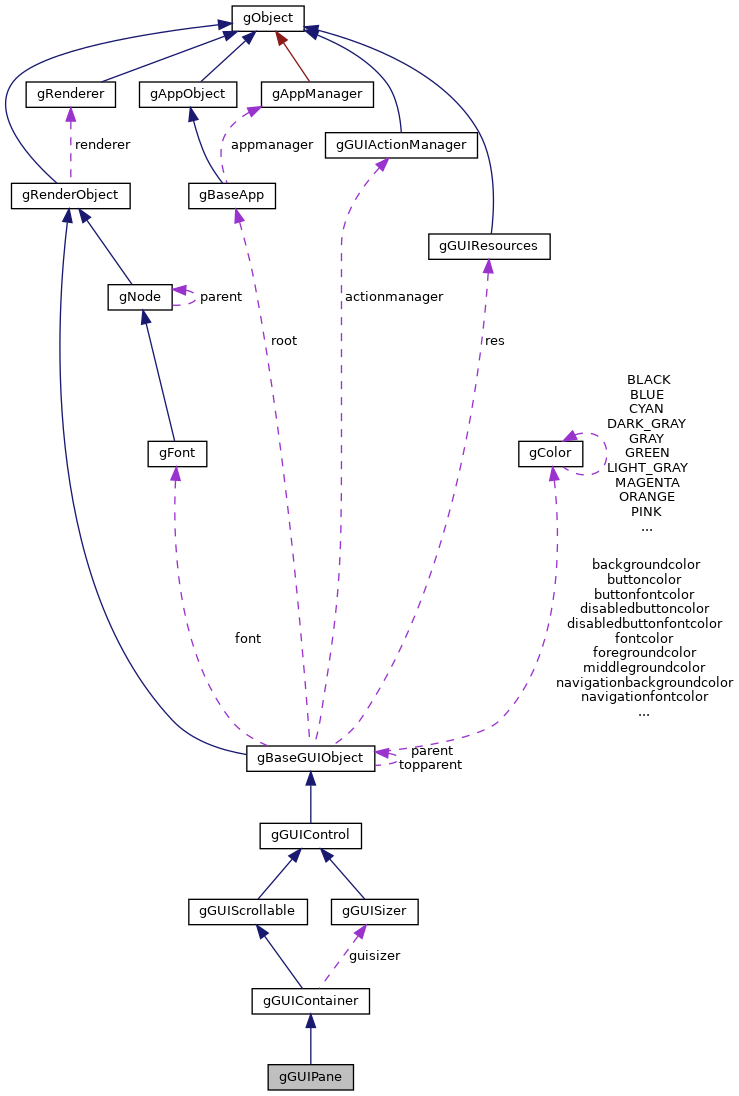 gObject
gRenderer
gAppObject
gAppManager
renderer
appmanager
gGUIActionManager
gRenderObject
gBaseApp
gGUIResources
gNode
parent
actionmanager
root
res
BLACK
BLUE
CYAN
DARK_GRAY
GRAY
GREEN
LIGHT_GRAY
MAGENTA
ORANGE
PINK
...
gFont
gColor
backgroundcolor
buttoncolor
buttonfontcolor
disabledbuttoncolor
disabledbuttonfontcolor
fontcolor
foregroundcolor
middlegroundcolor
navigationbackgroundcolor
navigationfontcolor
...
font
gBaseGUIObject
parent
topparent
gGUIControl
gGUIScrollable
gGUISizer
guisizer
gGUIContainer
gGUIPane